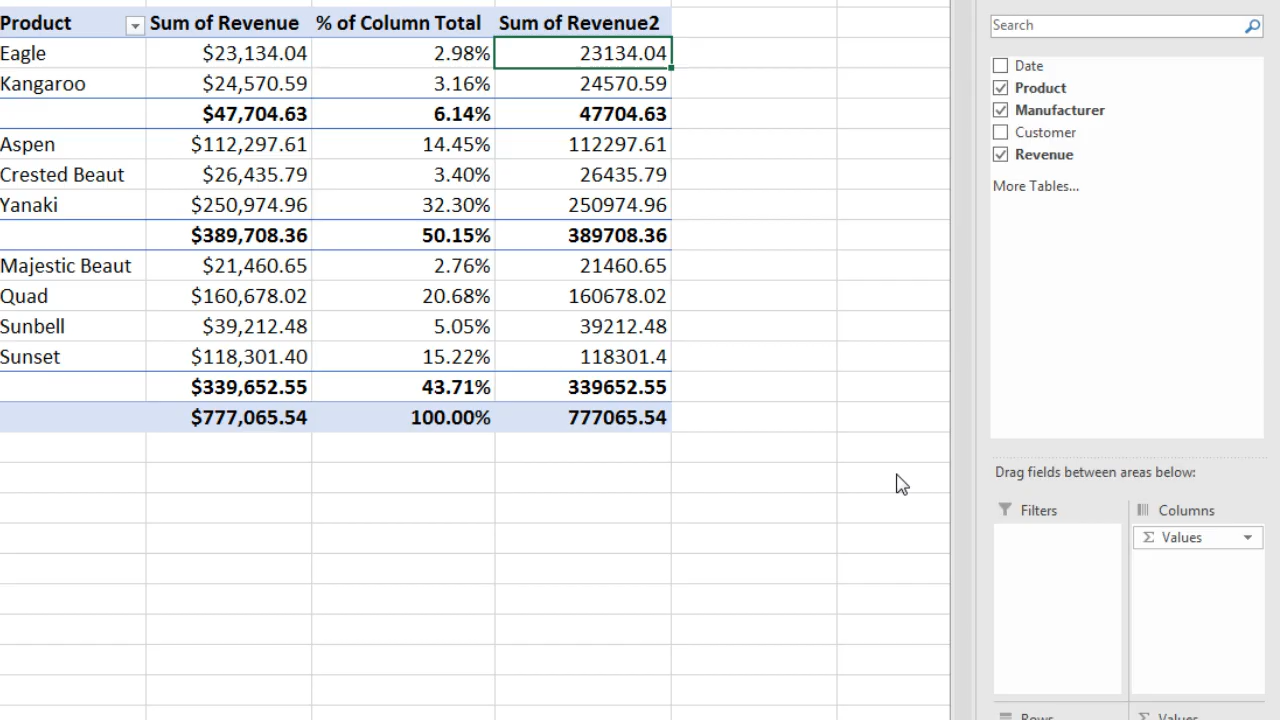 Product Sum of Revenue % of Column Total Sum of Revenue2
Eagle $23,134.04 2.98% 23134.04
Kangaroo $24,570.59 3.16% 24570.59
$47,704.63 6.14% 47704.63
Aspen $112,297.61 14.45% 112297.61
Crested Beaut $26,435.79 3.40% 26435.79
Yanaki $250,974.96 32.30% 250974.96
$389,708.36 50.15% 389708.36
Majestic Beaut $21,460.65 2.76% 21460.65
Quad $160,678.02 20.68% 160678.02
Sunbell $39,212.48 5.05% 39212.48
Sunset $118,301.40 15.22% 118301.4
$339,652.55 43.71% 339652.55
$777,065.54 100.00% 777065.54
Search
Date
Product
Manufacturer
Customer
Revenue
More Tables...
Drag fields between areas below:
Filters
Columns
Σ Values
Rows
Σ Values